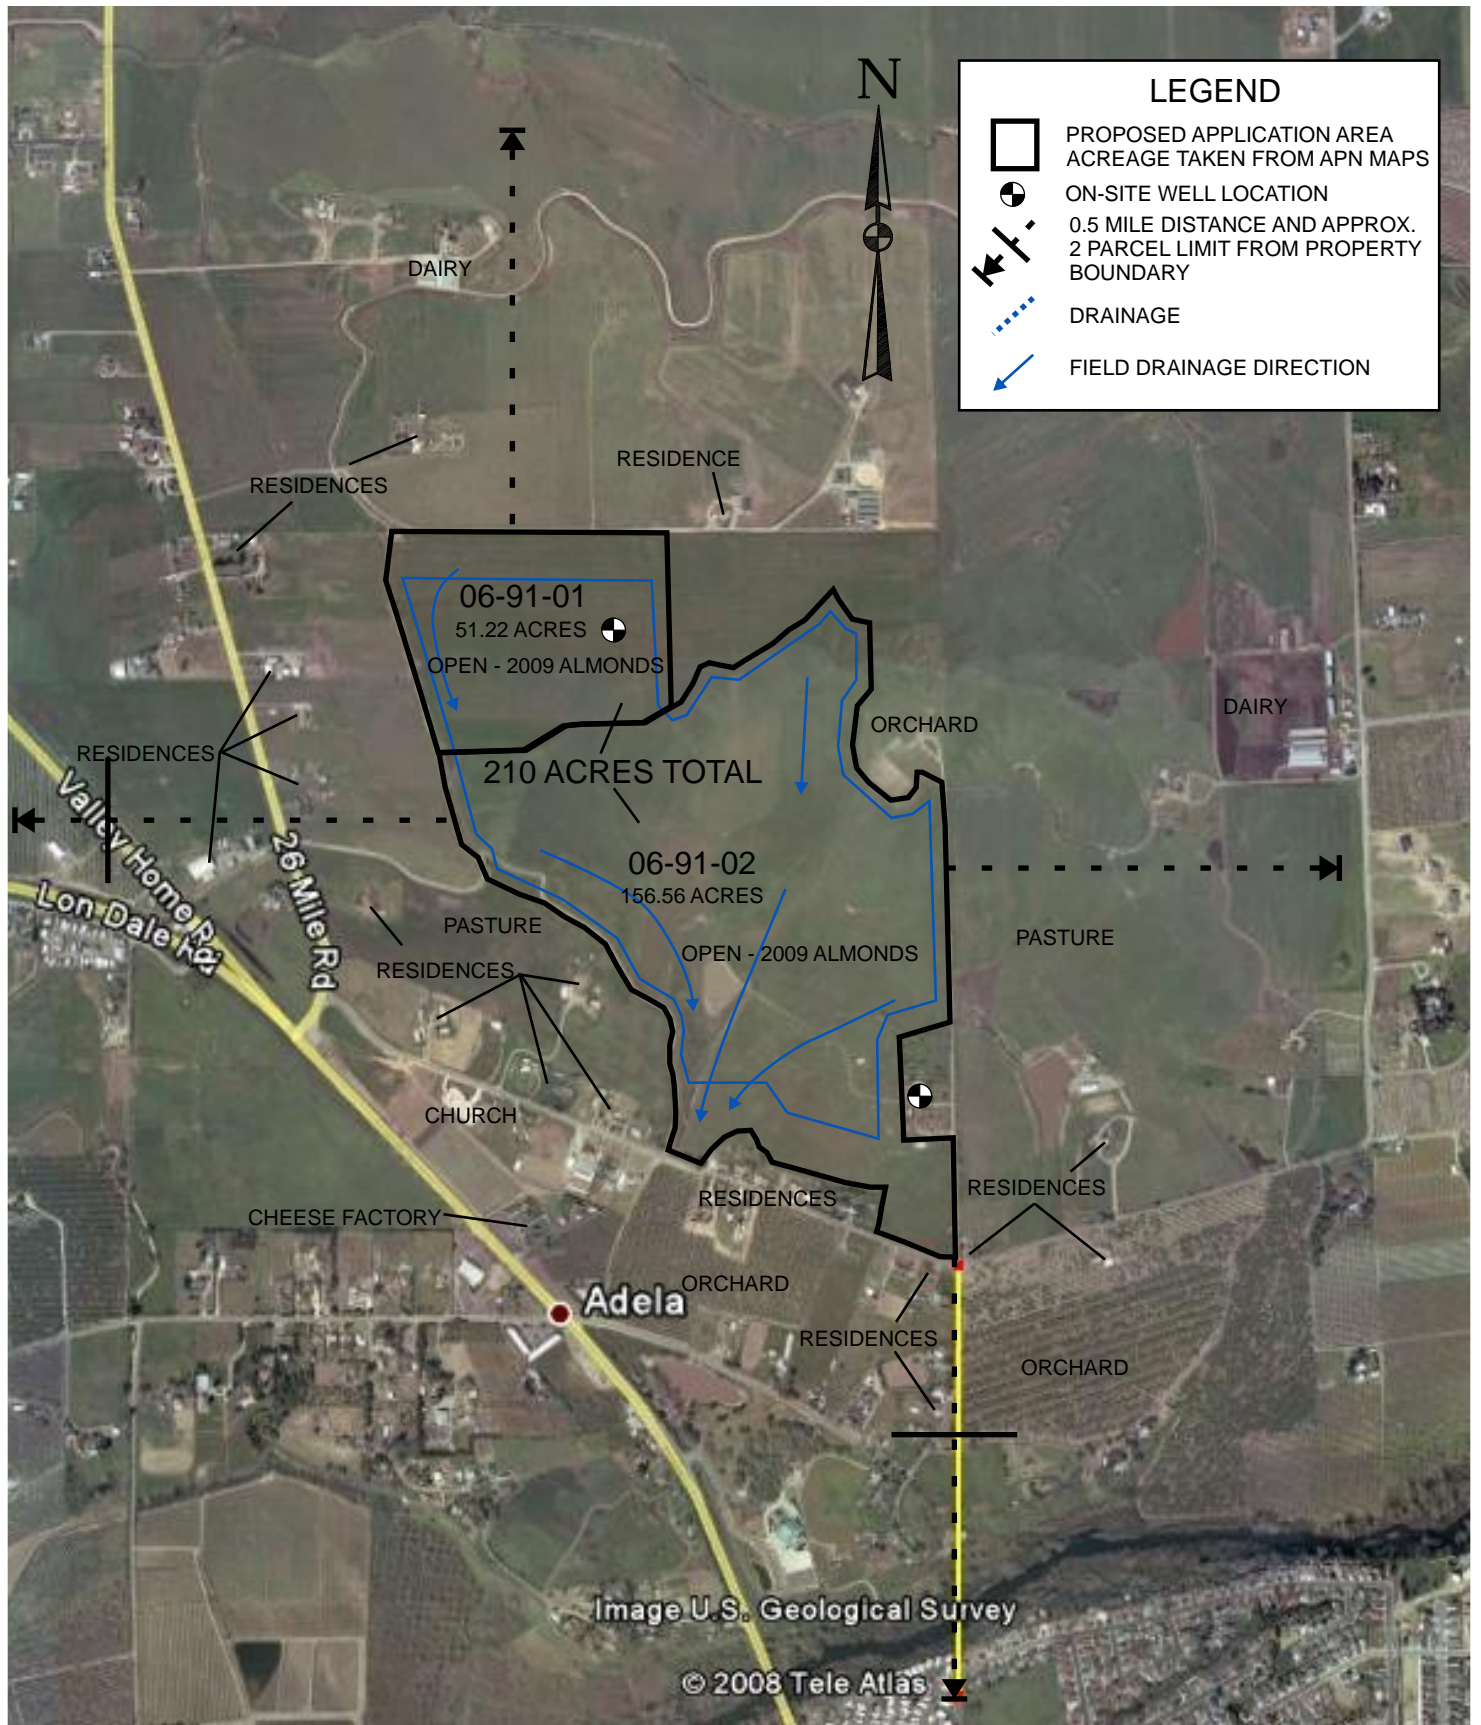 N
LEGEND
PROPOSED APPLICATION AREA
ACREAGE TAKEN FROM APN MAPS
ON-SITE WELL LOCATION
0.5 MILE DISTANCE AND APPROX.
2 PARCEL LIMIT FROM PROPERTY
BOUNDARY
DRAINAGE
FIELD DRAINAGE DIRECTION
DAIRY
RESIDENCE
RESIDENCES
06-91-01
51.22 ACRES
OPEN - 2009 ALMONDS
DAIRY
ORCHARD
RESIDENCES
210 ACRES TOTAL
Valley Home Rd
26 Mile Rd
Lon Dale Rd
06-91-02
156.56 ACRES
PASTURE
PASTURE
OPEN - 2009 ALMONDS
RESIDENCES
CHURCH
RESIDENCES
RESIDENCES
CHEESE FACTORY
ORCHARD
Adela
RESIDENCES
ORCHARD
Image U.S. Geological Survey
© 2008 Tele Atlas